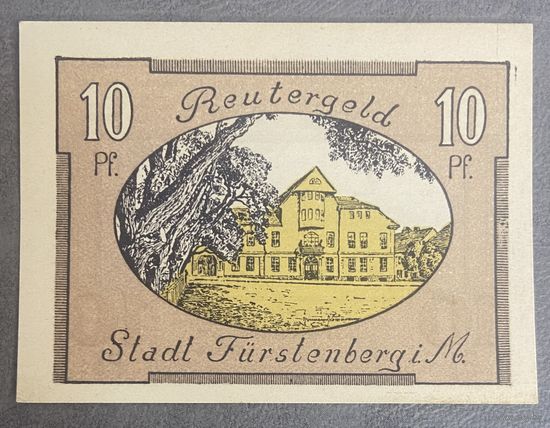 Reutergeld
10 Pf.
10 Pf.
Stadt Fürstenberg i. M.